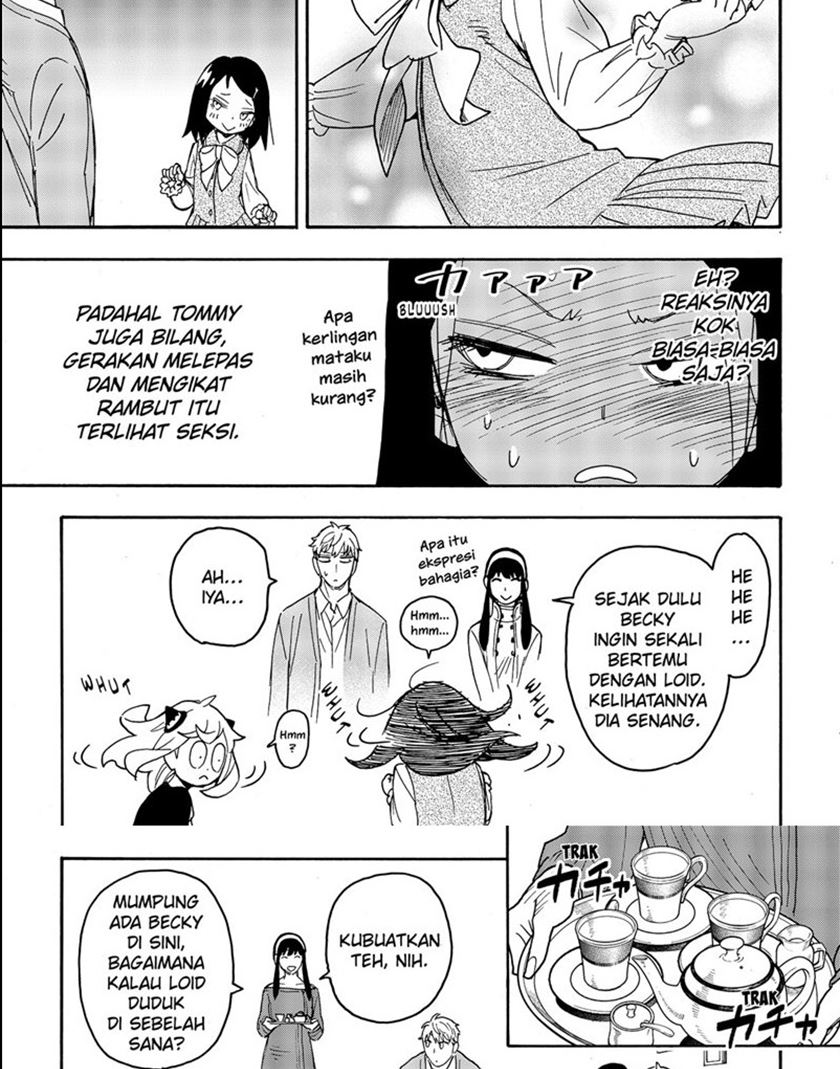 EH?
REAKSINYA
KOK
BIASA-BIASA
SAJA?
カァァァ
BLUUUSH
Apa
kerlingan
mataku
masih
kurang?
PADAHAL TOMMY
JUGA BILANG,
GERAKAN MELEPAS
DAN MENGIKAT
RAMBUT ITU
TERLIHAT SEKSI.
HE
HE
HE
...
SEJAK DULU
BECKY
INGIN SEKALI
BERTEMU
DENGAN LOID.
KELIHATANNYA
DIA SENANG.
Apa itu
ekspresi
bahagia?
Hmm...
hmm...
AH...
IYA...
WHUT
WHUT
WHUT
Hmm
?
TRAK
カチャ
TRAK
カチャ
KUBUATKAN
TEH, NIH.
MUMPUNG
ADA BECKY
DI SINI,
BAGAIMANA
KALAU LOID
DUDUK
DI SEBELAH
SANA?